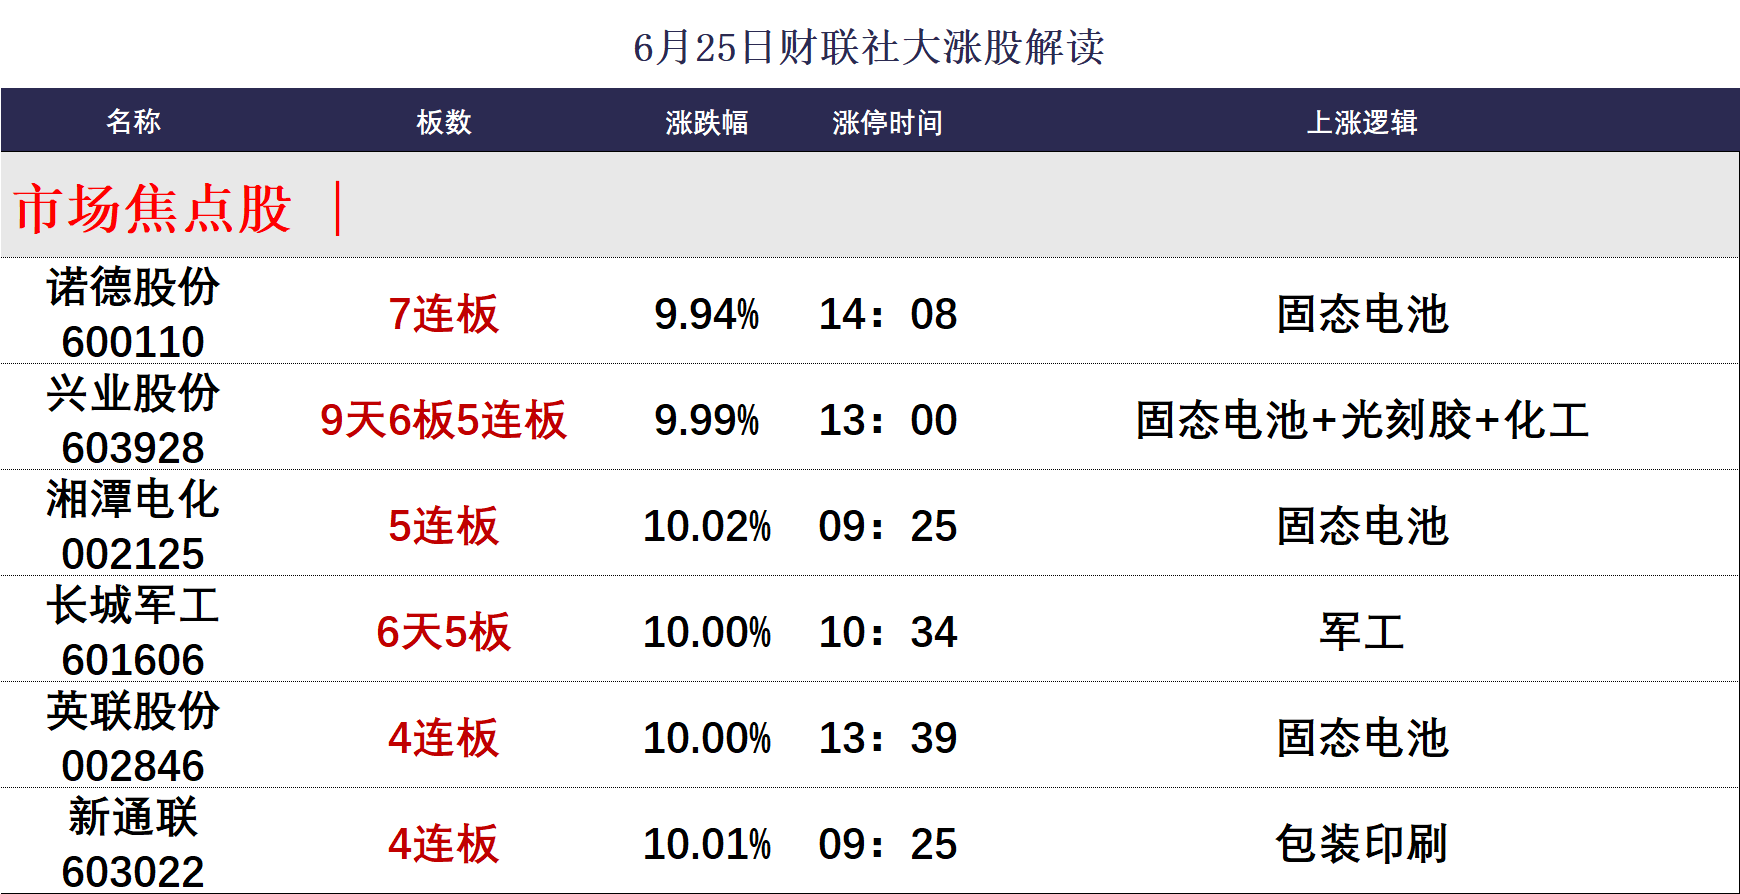 6月25日财联社大涨股解读
名称 板数 涨跌幅 涨停时间 上涨逻辑
市场焦点股 ｜
诺德股份
600110
7连板 9.94% 14：08 固态电池
兴业股份
603928
9天6板5连板 9.99% 13：00 固态电池+光刻胶+化工
湘潭电化
002125
5连板 10.02% 09：25 固态电池
长城军工
601606
6天5板 10.00% 10：34 军工
英联股份
002846
4连板 10.00% 13：39 固态电池
新通联
603022
4连板 10.01% 09：25 包装印刷